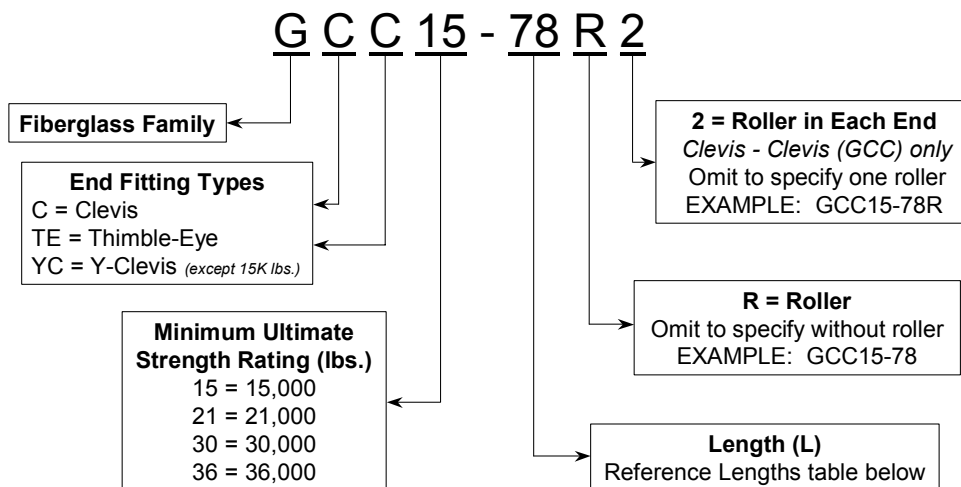 G C C 15 - 78 R 2
Fiberglass Family
End Fitting Types
C = Clevis
TE = Thimble-Eye
YC = Y-Clevis (except 15K lbs.)
Minimum Ultimate
Strength Rating (lbs.)
15 = 15,000
21 = 21,000
30 = 30,000
36 = 36,000
2 = Roller in Each End
Clevis - Clevis (GCC) only
Omit to specify one roller
EXAMPLE: GCC15-78R
R = Roller
Omit to specify without roller
EXAMPLE: GCC15-78
Length (L)
Reference Lengths table below